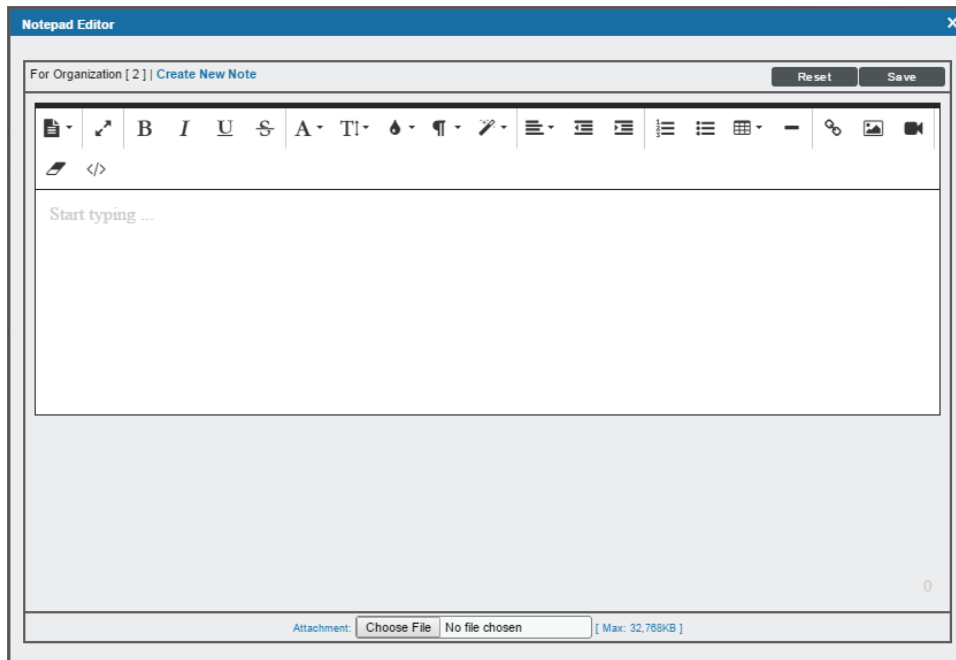 Notepad Editor X
For Organization [ 2 ] | Create New Note Reset Save
B I U S A T
</>
Start typing ...
0
Attachment: Choose File No file chosen [ Max: 32,768KB ]